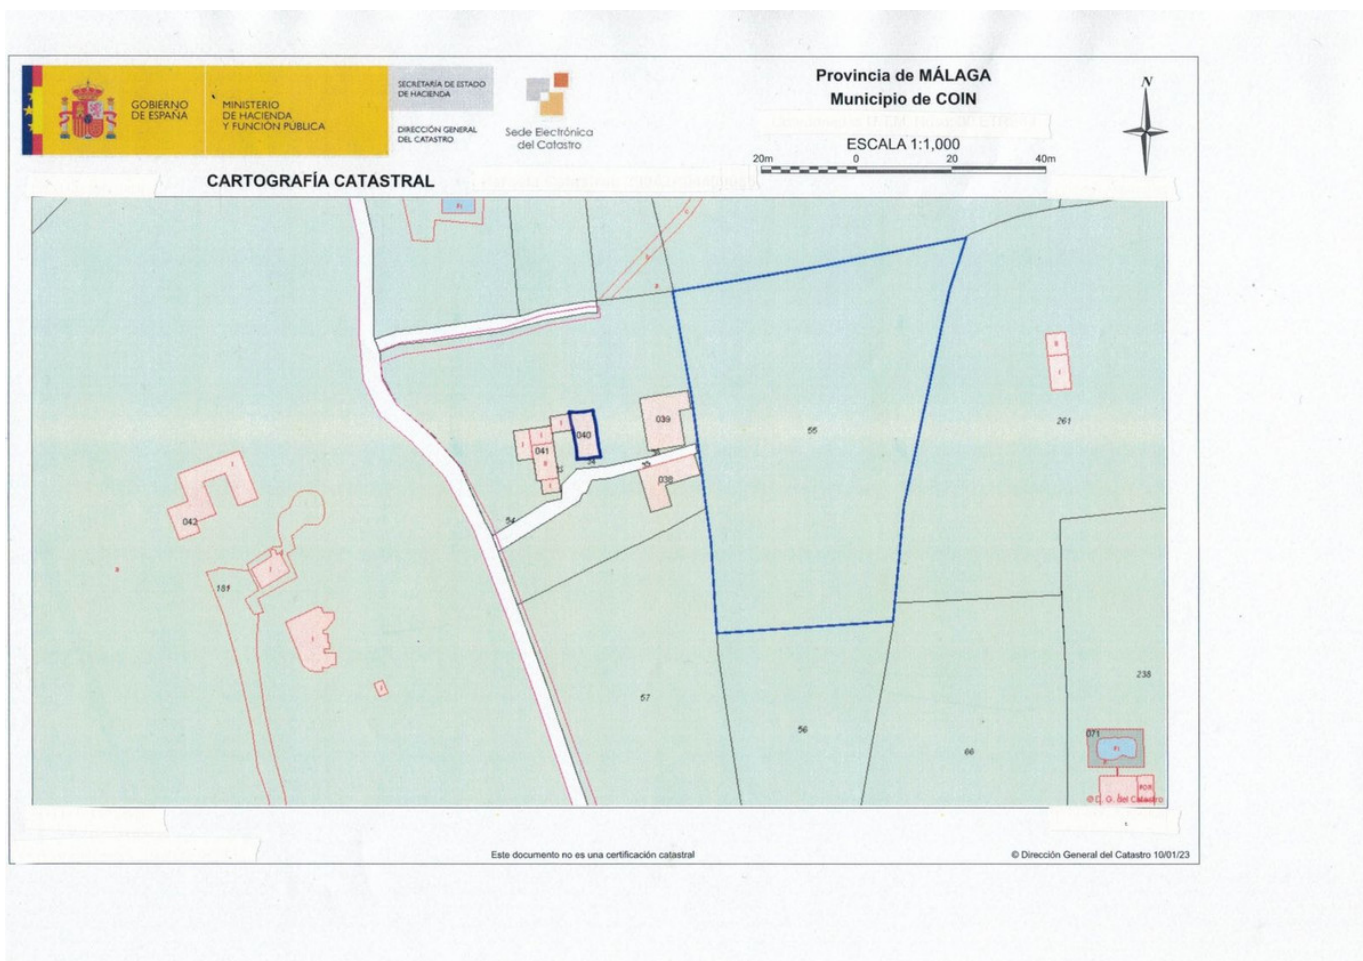 GOBIERNO
DE ESPAÑA
MINISTERIO
DE HACIENDA
Y FUNCIÓN PÚBLICA
SECRETARÍA DE ESTADO
DE HACIENDA
DIRECCIÓN GENERAL
DEL CATASTRO
Sede Electrónica
del Catastro
Provincia de MÁLAGA
Municipio de COIN
N
ESCALA 1:1,000
20m 0 20 40m
CARTOGRAFÍA CATASTRAL
039
040
041
55
261
038
54
042
181
57
56
66
238
071
© D. G. del Catastro
Este documento no es una certificación catastral
© Dirección General del Catastro 10/01/23